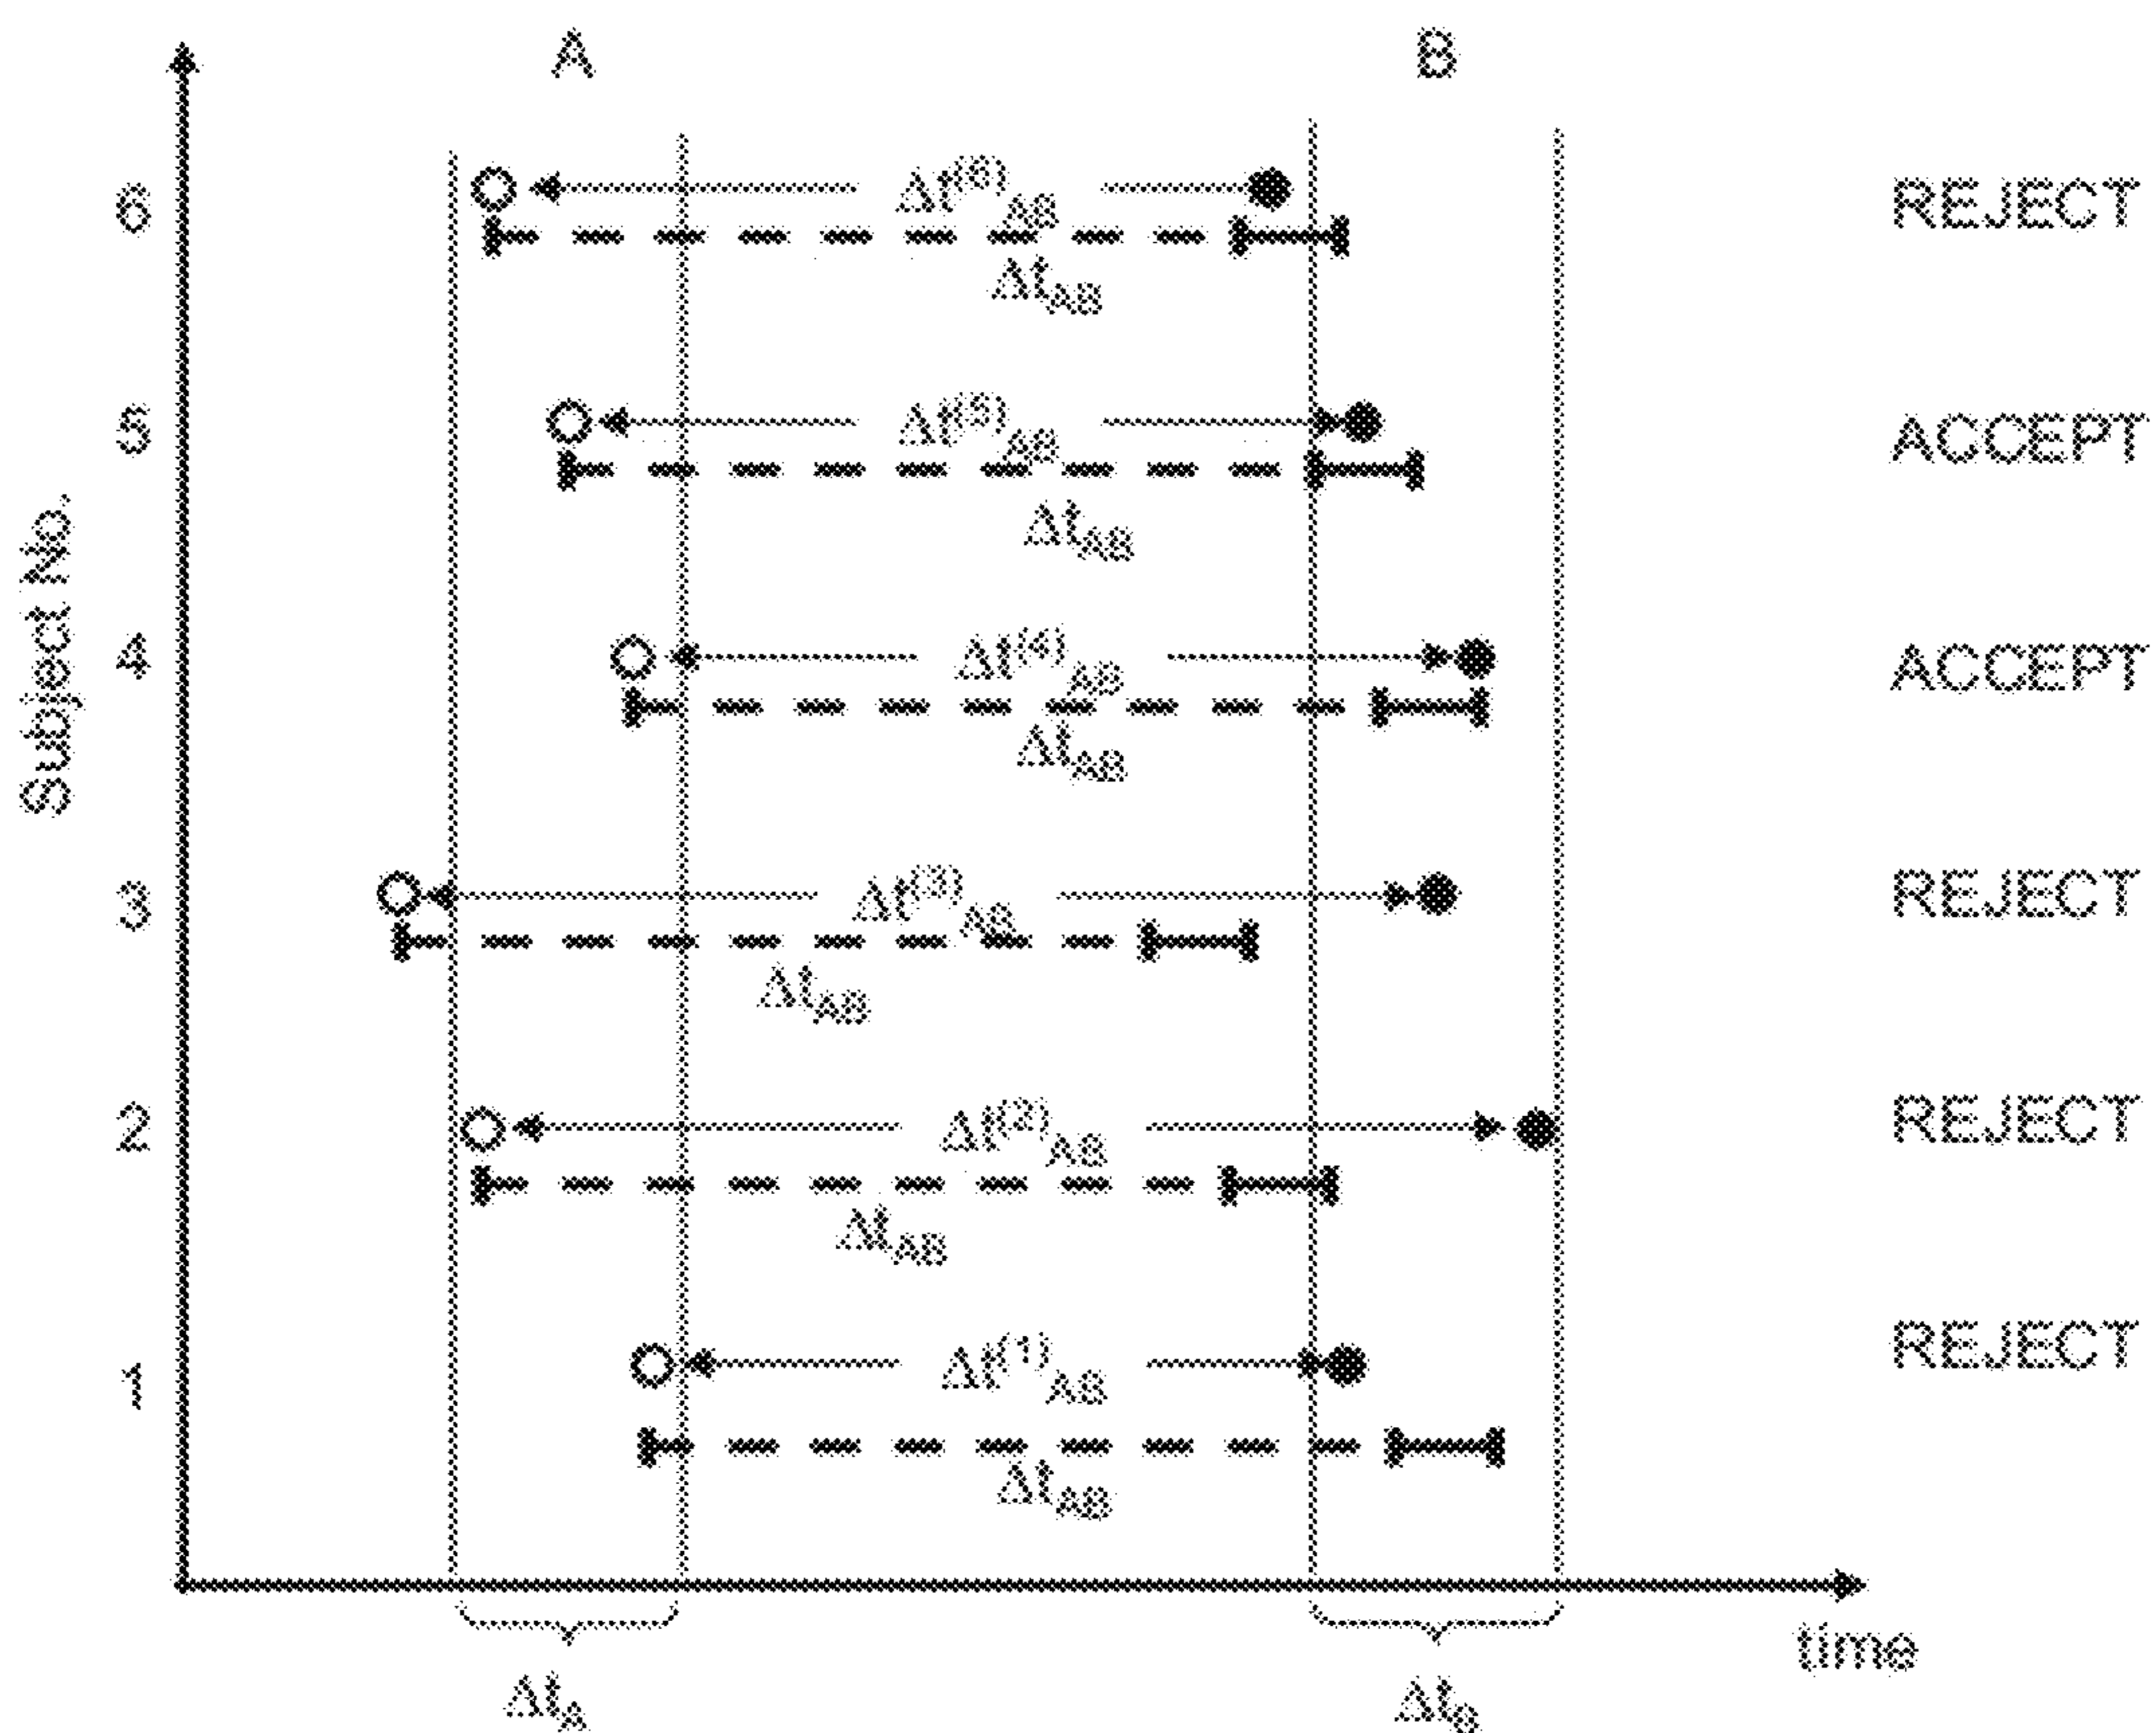 A B
6 Δt(6)AB REJECT
ΔtAB
5 Δt(5)AB ACCEPT
ΔtAB
Subject No.
4 Δt(4)AB ACCEPT
ΔtAB
3 Δt(3)AB REJECT
ΔtAB
2 Δt(2)AB REJECT
ΔtAB
1 Δt(1)AB REJECT
ΔtAB
time
ΔtA ΔtB